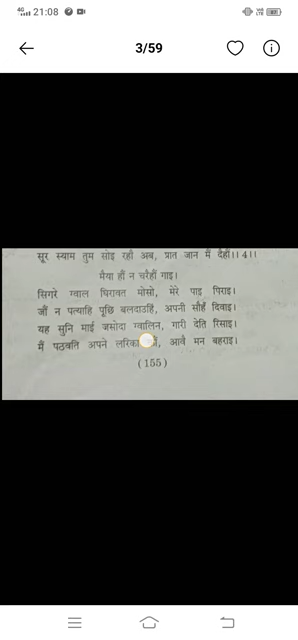 21:08
3/59
सूर स्याम तुम सोइ रहौ अब, प्रात जान मैं दैहौं।।4।।
मैया हौं न चरैहौं गाइ।
सिगरे ग्वाल घिरावत मोसो, मेरे पाइ पिराइ।
जौं न पत्याहि पूछि बलदाउहिं, अपनी सौहँ दिवाइ।
यह सुनि माई जसोदा ग्वालिन, गारी देति रिसाइ।
मैं पठवति अपने लरिका आवै मन बहराइ।
(155)